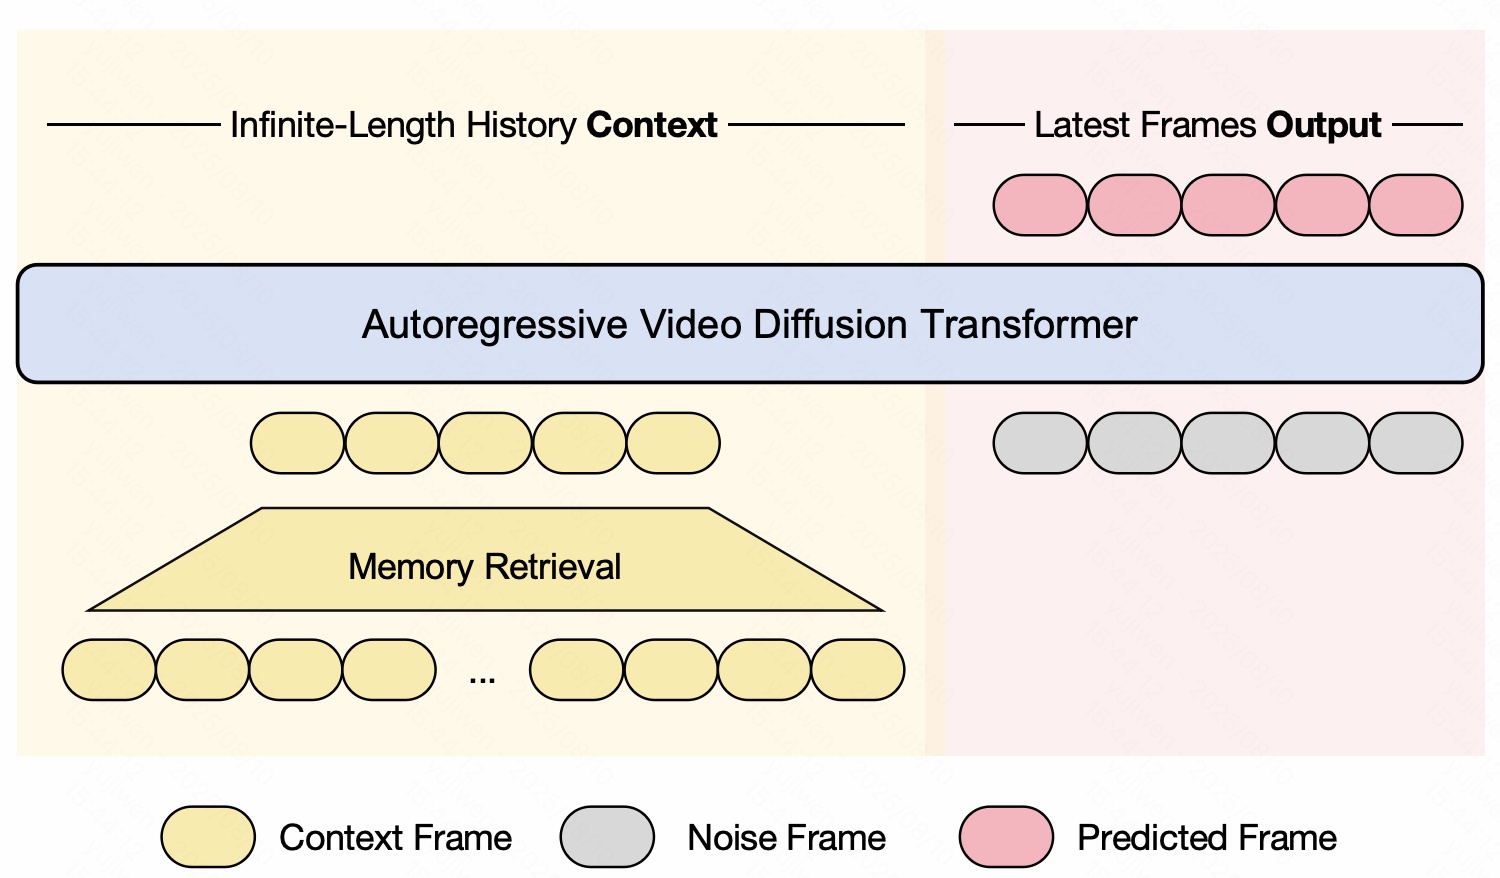 Infinite-Length History Context
Latest Frames Output
Autoregressive Video Diffusion Transformer
Memory Retrieval
...
Context Frame
Noise Frame
Predicted Frame